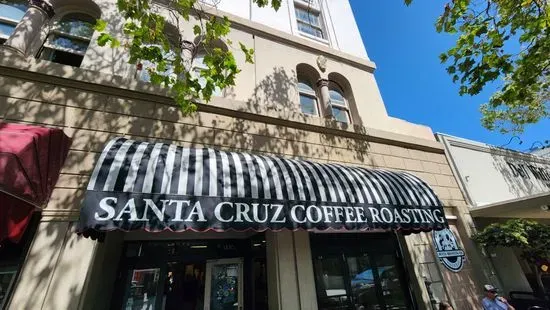 SANTA CRUZ COFFEE ROASTING